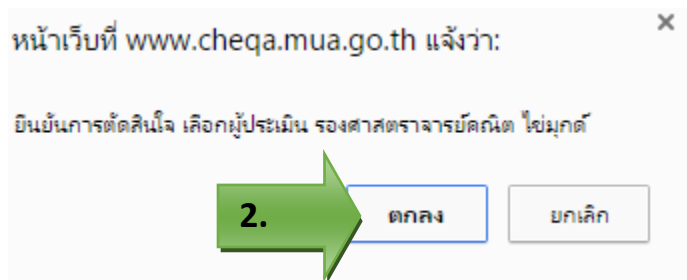 หน้าเว็บที่ www.cheqa.mua.go.th แจ้งว่า:
ยืนยันการตัดสินใจ เลือกผู้ประเมิน รองศาสตราจารย์คณิต ไข่มุกด์
2. ตกลง ยกเลิก